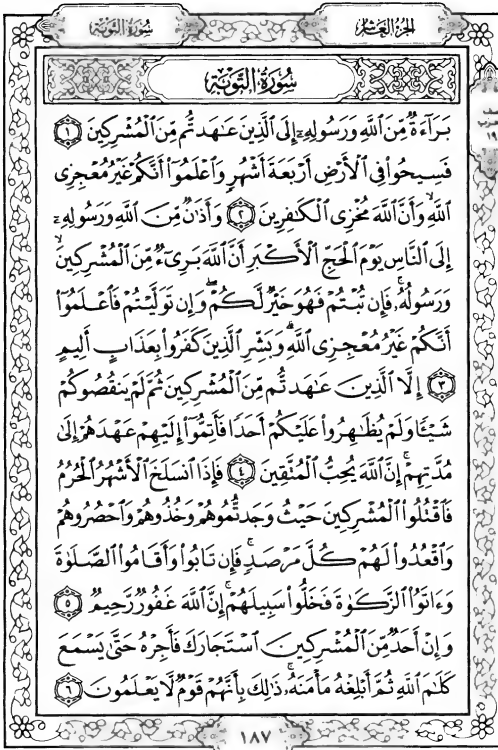 الجزء العاشر
سورة التوبة
سورة التوبة
بَرَآءَةٌ مِّنَ ٱللَّهِ وَرَسُولِهِۦٓ إِلَى ٱلَّذِينَ عَٰهَدتُّم مِّنَ ٱلْمُشْرِكِينَ ١
فَسِيحُوا۟ فِى ٱلْأَرْضِ أَرْبَعَةَ أَشْهُرٍ وَٱعْلَمُوٓا۟ أَنَّكُمْ غَيْرُ مُعْجِزِى
ٱللَّهِ ۙ وَأَنَّ ٱللَّهَ مُخْزِى ٱلْكَٰفِرِينَ ٢ وَأَذَٰنٌ مِّنَ ٱللَّهِ وَرَسُولِهِۦٓ
إِلَى ٱلنَّاسِ يَوْمَ ٱلْحَجِّ ٱلْأَكْبَرِ أَنَّ ٱللَّهَ بَرِىٓءٌ مِّنَ ٱلْمُشْرِكِينَ ۙ
وَرَسُولُهُۥ ۚ فَإِن تُبْتُمْ فَهُوَ خَيْرٌ لَّكُمْ ۖ وَإِن تَوَلَّيْتُمْ فَٱعْلَمُوٓا۟
أَنَّكُمْ غَيْرُ مُعْجِزِى ٱللَّهِ ۗ وَبَشِّرِ ٱلَّذِينَ كَفَرُوا۟ بِعَذَابٍ أَلِيمٍ
٣ إِلَّا ٱلَّذِينَ عَٰهَدتُّم مِّنَ ٱلْمُشْرِكِينَ ثُمَّ لَمْ يَنقُصُوكُمْ
شَيْـًٔا وَلَمْ يُظَٰهِرُوا۟ عَلَيْكُمْ أَحَدًا فَأَتِمُّوٓا۟ إِلَيْهِمْ عَهْدَهُمْ إِلَىٰ
مُدَّتِهِمْ ۚ إِنَّ ٱللَّهَ يُحِبُّ ٱلْمُتَّقِينَ ٤ فَإِذَا ٱنسَلَخَ ٱلْأَشْهُرُ ٱلْحُرُمُ
فَٱقْتُلُوا۟ ٱلْمُشْرِكِينَ حَيْثُ وَجَدتُّمُوهُمْ وَخُذُوهُمْ وَٱحْصُرُوهُمْ
وَٱقْعُدُوا۟ لَهُمْ كُلَّ مَرْصَدٍ ۚ فَإِن تَابُوا۟ وَأَقَامُوا۟ ٱلصَّلَوٰةَ
وَءَاتَوُا۟ ٱلزَّكَوٰةَ فَخَلُّوا۟ سَبِيلَهُمْ ۚ إِنَّ ٱللَّهَ غَفُورٌ رَّحِيمٌ ٥
وَإِنْ أَحَدٌ مِّنَ ٱلْمُشْرِكِينَ ٱسْتَجَارَكَ فَأَجِرْهُ حَتَّىٰ يَسْمَعَ
كَلَٰمَ ٱللَّهِ ثُمَّ أَبْلِغْهُ مَأْمَنَهُۥ ۚ ذَٰلِكَ بِأَنَّهُمْ قَوْمٌ لَّا يَعْلَمُونَ ٦
١٨٧